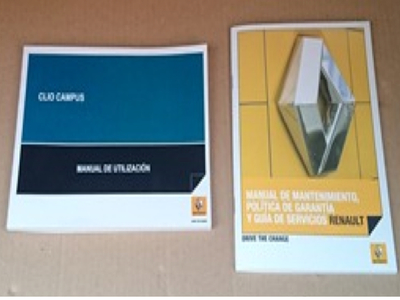 CLIO CAMPUS
MANUAL DE UTILIZACIÓN
MANUAL DE MANTENIMIENTO,
POLÍTICA DE GARANTÍA
Y GUÍA DE SERVICIOS RENAULT
DRIVE THE CHANGE